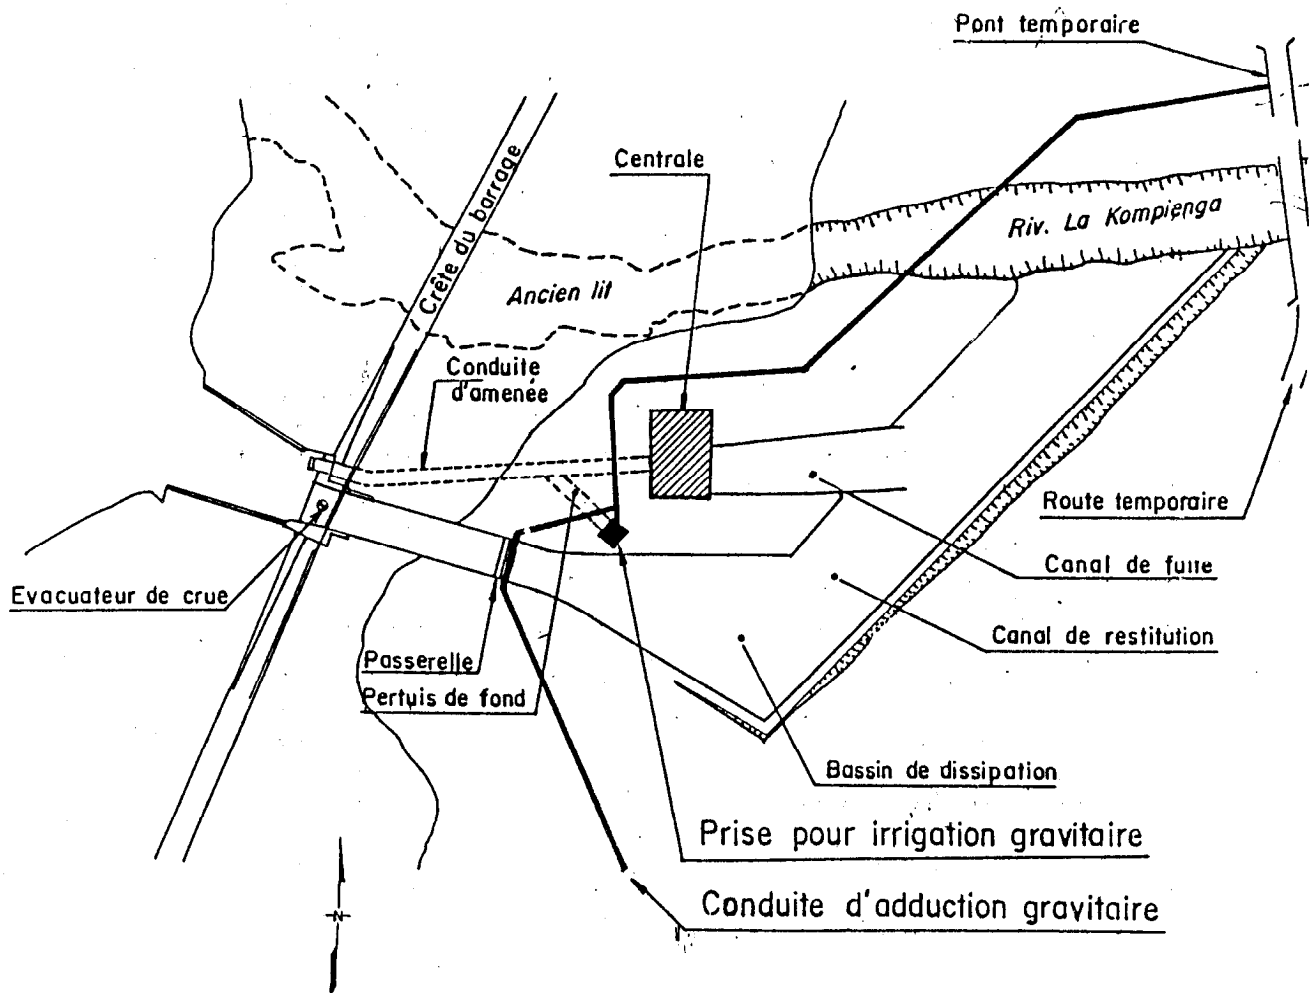 Pont temporaire
Centrale
Crête du barrage
Riv. La Kompienga
Ancien lit
Conduite
d'amenée
Route temporaire
Canal de fuite
Evacuateur de crue
Canal de restitution
Passerelle
Pertuis de fond
Bassin de dissipation
Prise pour irrigation gravitaire
Conduite d'adduction gravitaire
N